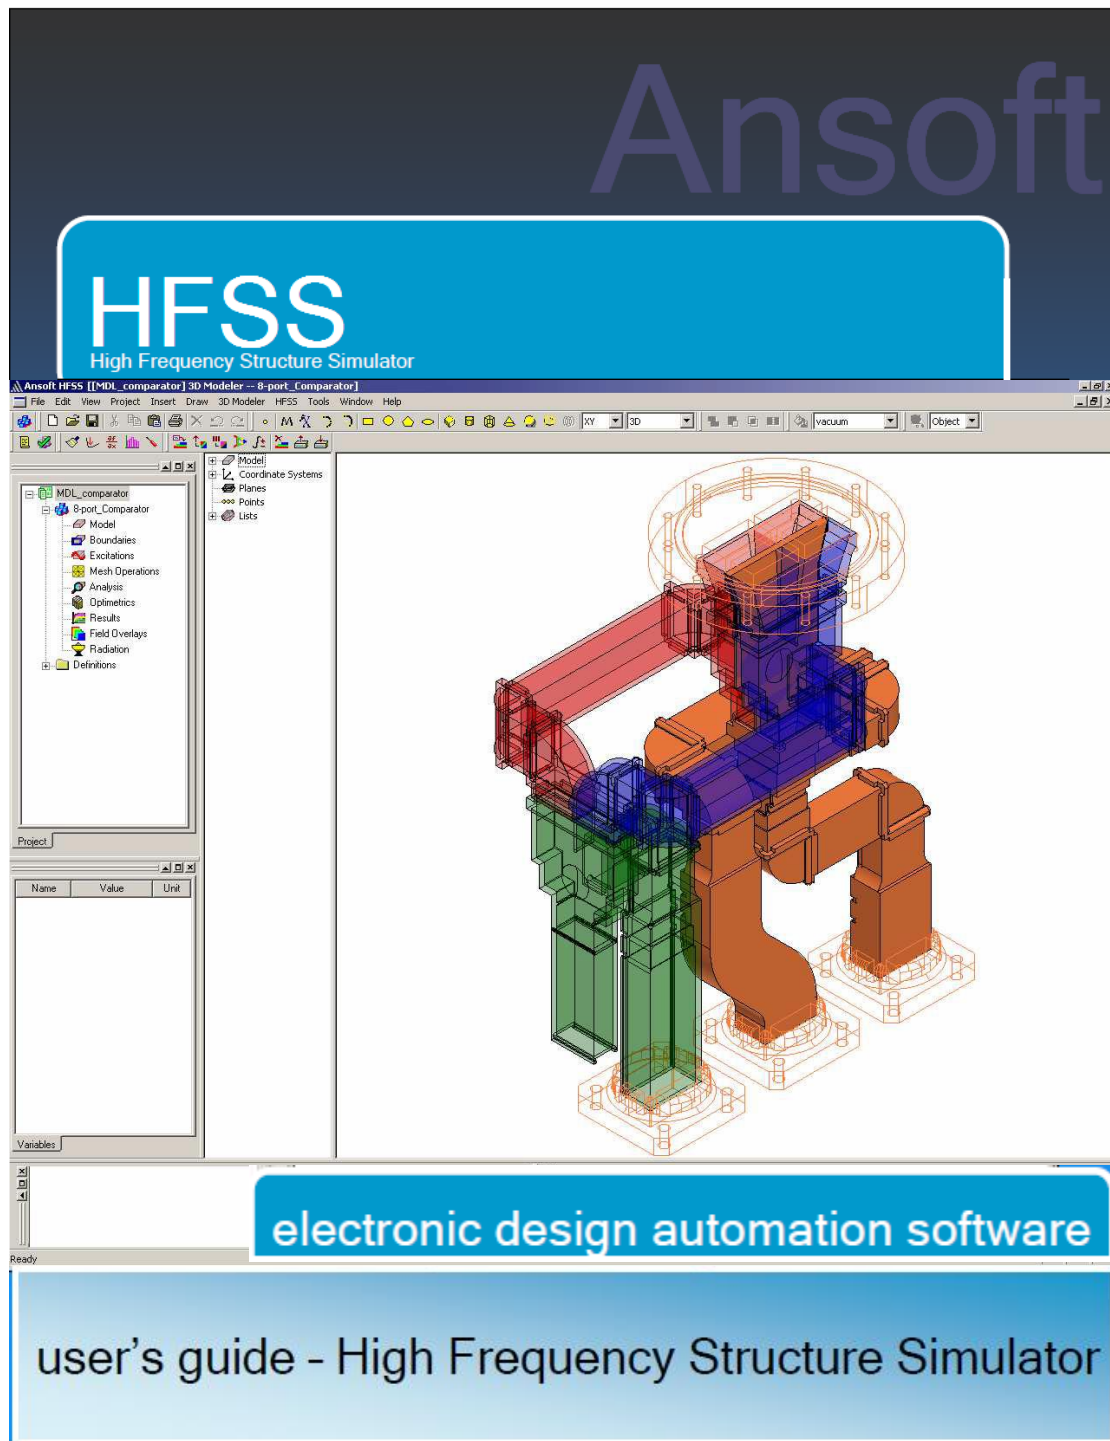 Ansoft
HFSS
High Frequency Structure Simulator
Ansoft HFSS [[MDL_comparator] 3D Modeler -- 8-port_Comparator]
File Edit View Project Insert Draw 3D Modeler HFSS Tools Window Help
XY 3D vacuum Object
MDL_comparator
8-port_Comparator
Model
Boundaries
Excitations
Mesh Operations
Analysis
Optimetrics
Results
Field Overlays
Radiation
Definitions
Project
Model
Coordinate Systems
Planes
Points
Lists
Name Value Unit
Variables
Ready
electronic design automation software
user’s guide – High Frequency Structure Simulator